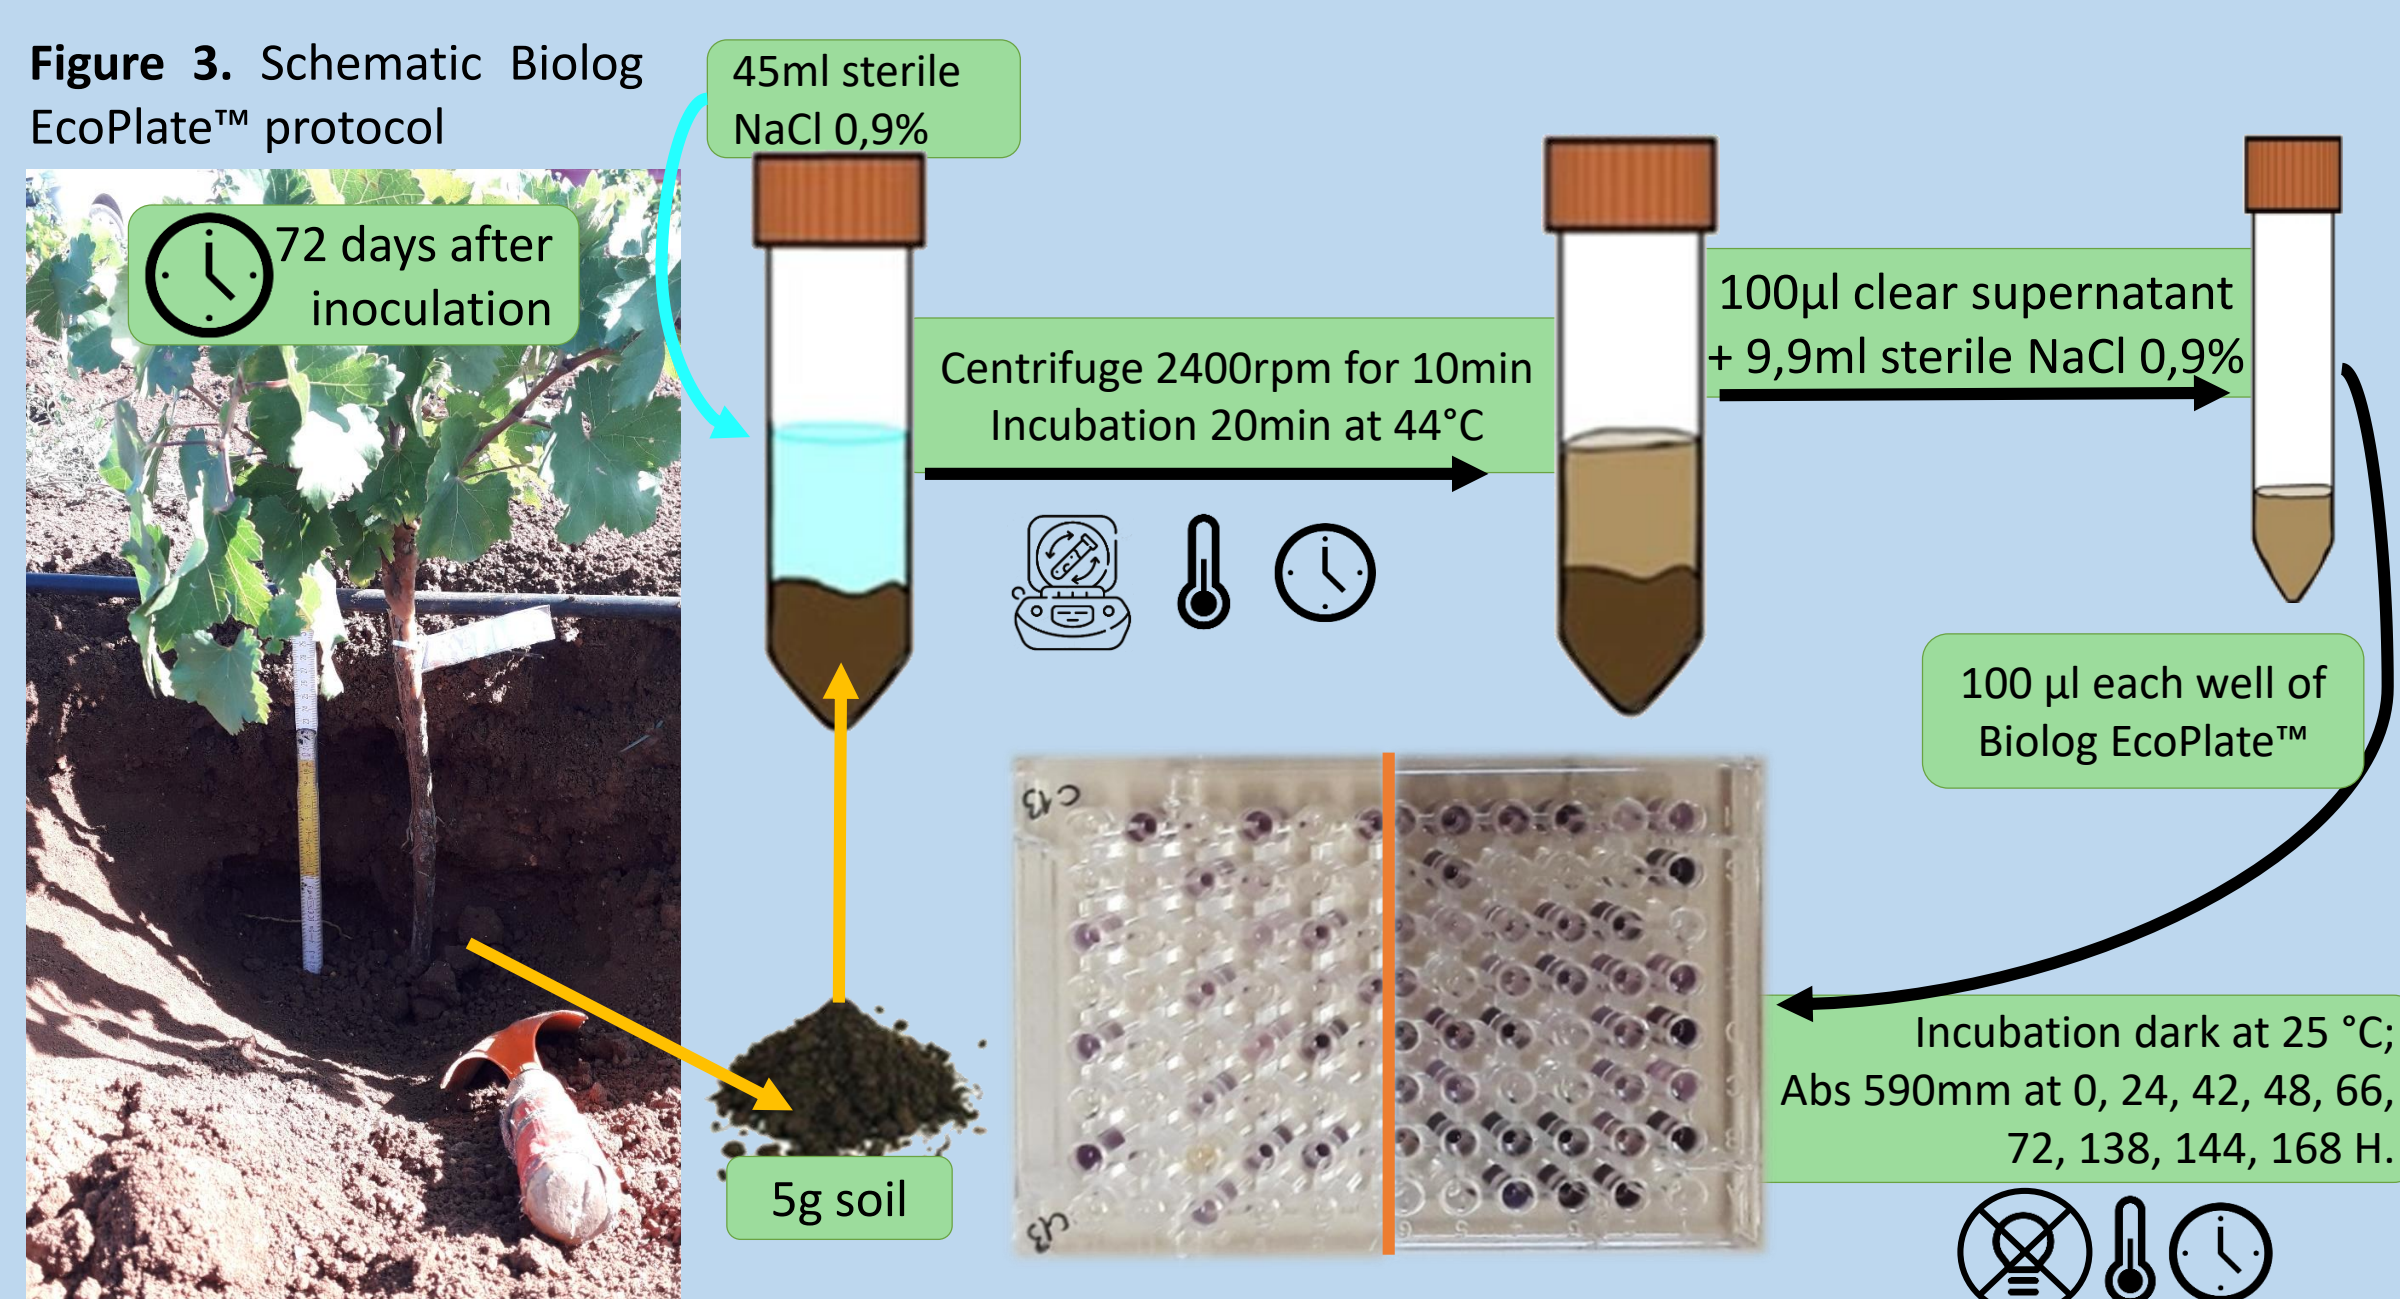 Figure 3. Schematic Biolog
EcoPlate™ protocol
72 days after
inoculation
45ml sterile
NaCl 0,9%
5g soil
Centrifuge 2400rpm for 10min
Incubation 20min at 44°C
100µl clear supernatant
+ 9,9ml sterile NaCl 0,9%
100 µl each well of
Biolog EcoPlate™
Incubation dark at 25 °C;
Abs 590mm at 0, 24, 42, 48, 66,
72, 138, 144, 168 H.
C13
C13